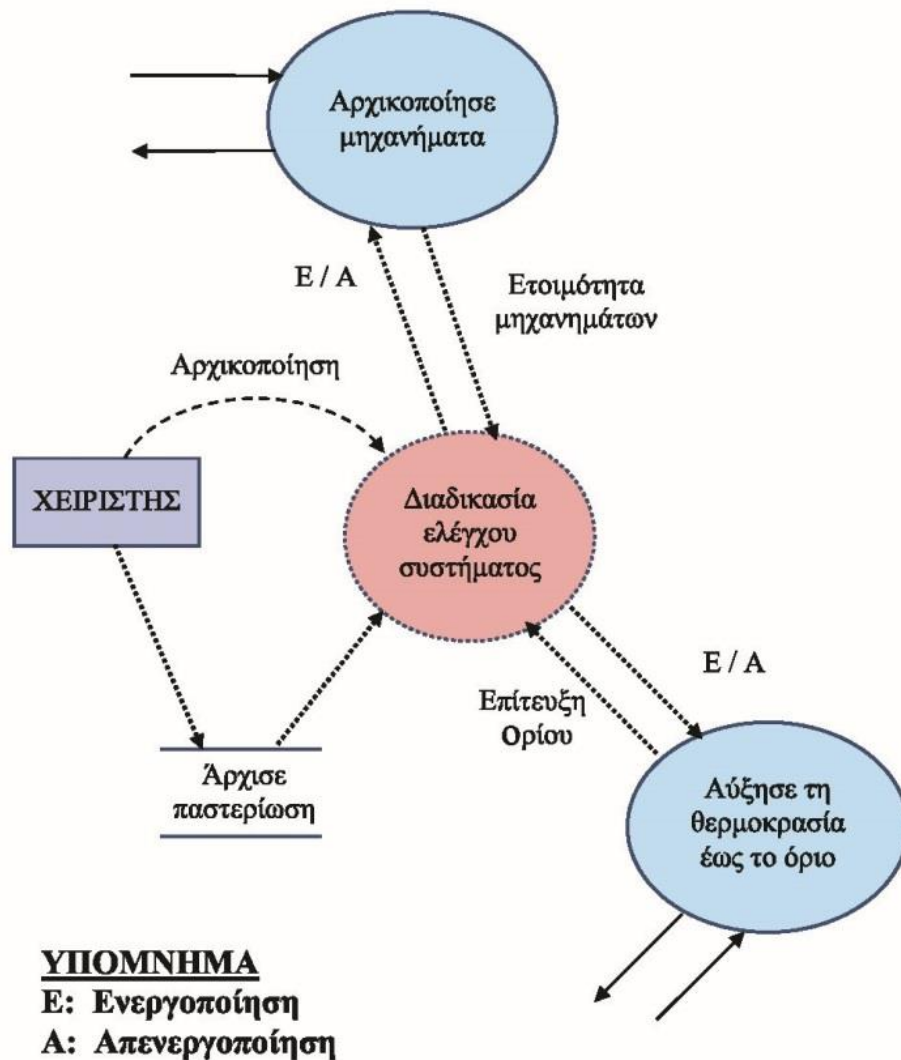 Αρχικοποίησε
μηχανήματα
Ε / Α
Ετοιμότητα
μηχανημάτων
Αρχικοποίηση
ΧΕΙΡΙΣΤΗΣ
Διαδικασία
ελέγχου
συστήματος
Ε / Α
Επίτευξη
Ορίου
Άρχισε
παστερίωση
Αύξησε τη
θερμοκρασία
έως το όριο
ΥΠΟΜΝΗΜΑ
Ε: Ενεργοποίηση
Α: Απενεργοποίηση